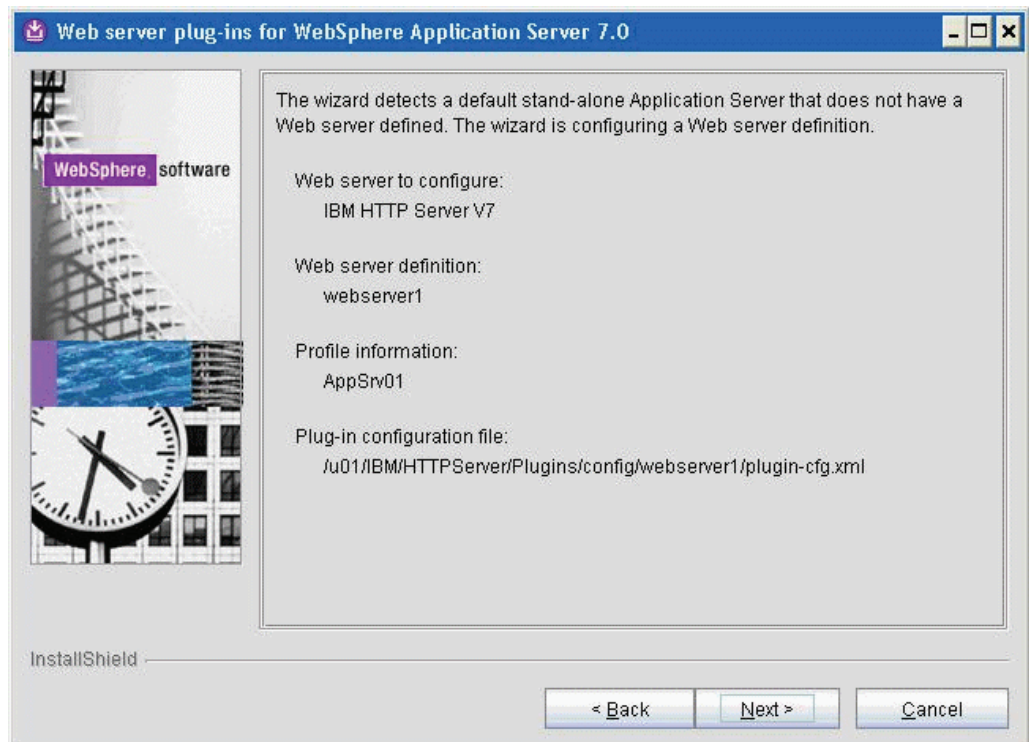 Web server plug-ins for WebSphere Application Server 7.0
WebSphere. software
The wizard detects a default stand-alone Application Server that does not have a
Web server defined. The wizard is configuring a Web server definition.
Web server to configure:
IBM HTTP Server V7
Web server definition:
webserver1
Profile information:
AppSrv01
Plug-in configuration file:
/u01/IBM/HTTPServer/Plugins/config/webserver1/plugin-cfg.xml
InstallShield
< Back
Next >
Cancel